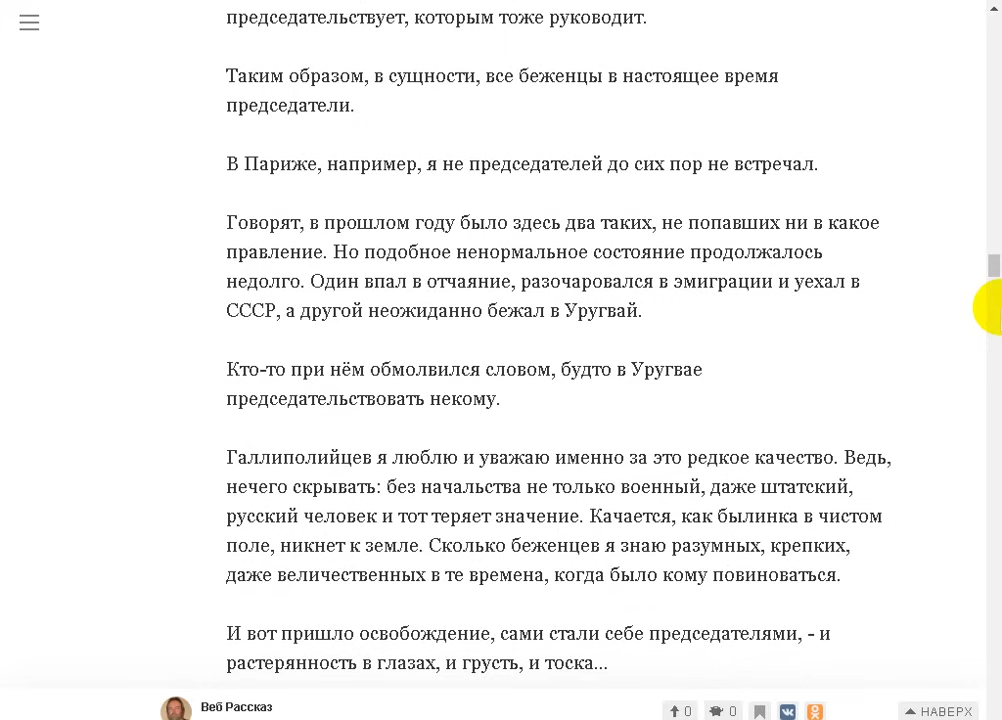 председательствует, которым тоже руководит.
Таким образом, в сущности, все беженцы в настоящее время
председатели.
В Париже, например, я не председателей до сих пор не встречал.
Говорят, в прошлом году было здесь два таких, не попавших ни в какое
правление. Но подобное ненормальное состояние продолжалось
недолго. Один впал в отчаяние, разочаровался в эмиграции и уехал в
СССР, а другой неожиданно бежал в Уругвай.
Кто-то при нём обмолвился словом, будто в Уругвае
председательствовать некому.
Галлиполийцев я люблю и уважаю именно за это редкое качество. Ведь,
нечего скрывать: без начальства не только военный, даже штатский,
русский человек и тот теряет значение. Качается, как былинка в чистом
поле, никнет к земле. Сколько беженцев я знаю разумных, крепких,
даже величественных в те времена, когда было кому повиноваться.
И вот пришло освобождение, сами стали себе председателями, - и
растерянность в глазах, и грусть, и тоска...
Веб Рассказ
0 0 НАВЕРХ